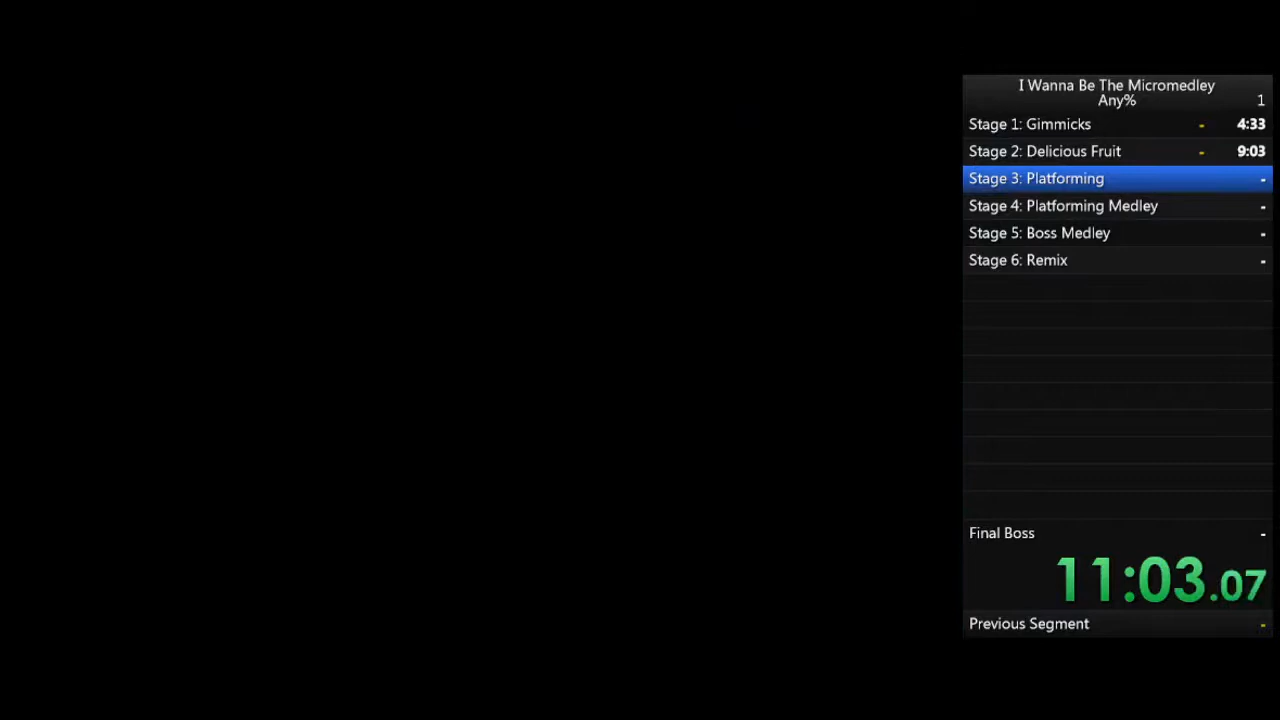 I Wanna Be The Micromedley
Any% 1
Stage 1: Gimmicks - 4:33
Stage 2: Delicious Fruit - 9:03
Stage 3: Platforming -
Stage 4: Platforming Medley -
Stage 5: Boss Medley -
Stage 6: Remix -
Final Boss -
11:03.07
Previous Segment -